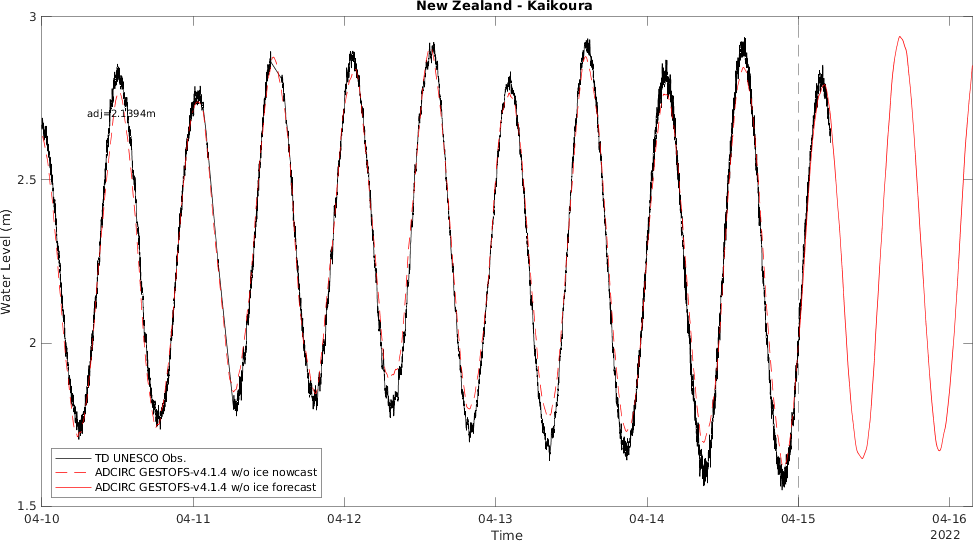 New Zealand - Kaikoura
3
adj=2.1394m
2.5
Water Level (m)
2
TD UNESCO Obs.
ADCIRC GESTOFS-v4.1.4 w/o ice nowcast
ADCIRC GESTOFS-v4.1.4 w/o ice forecast
1.5
04-10 04-11 04-12 04-13 04-14 04-15 04-16
Time
2022